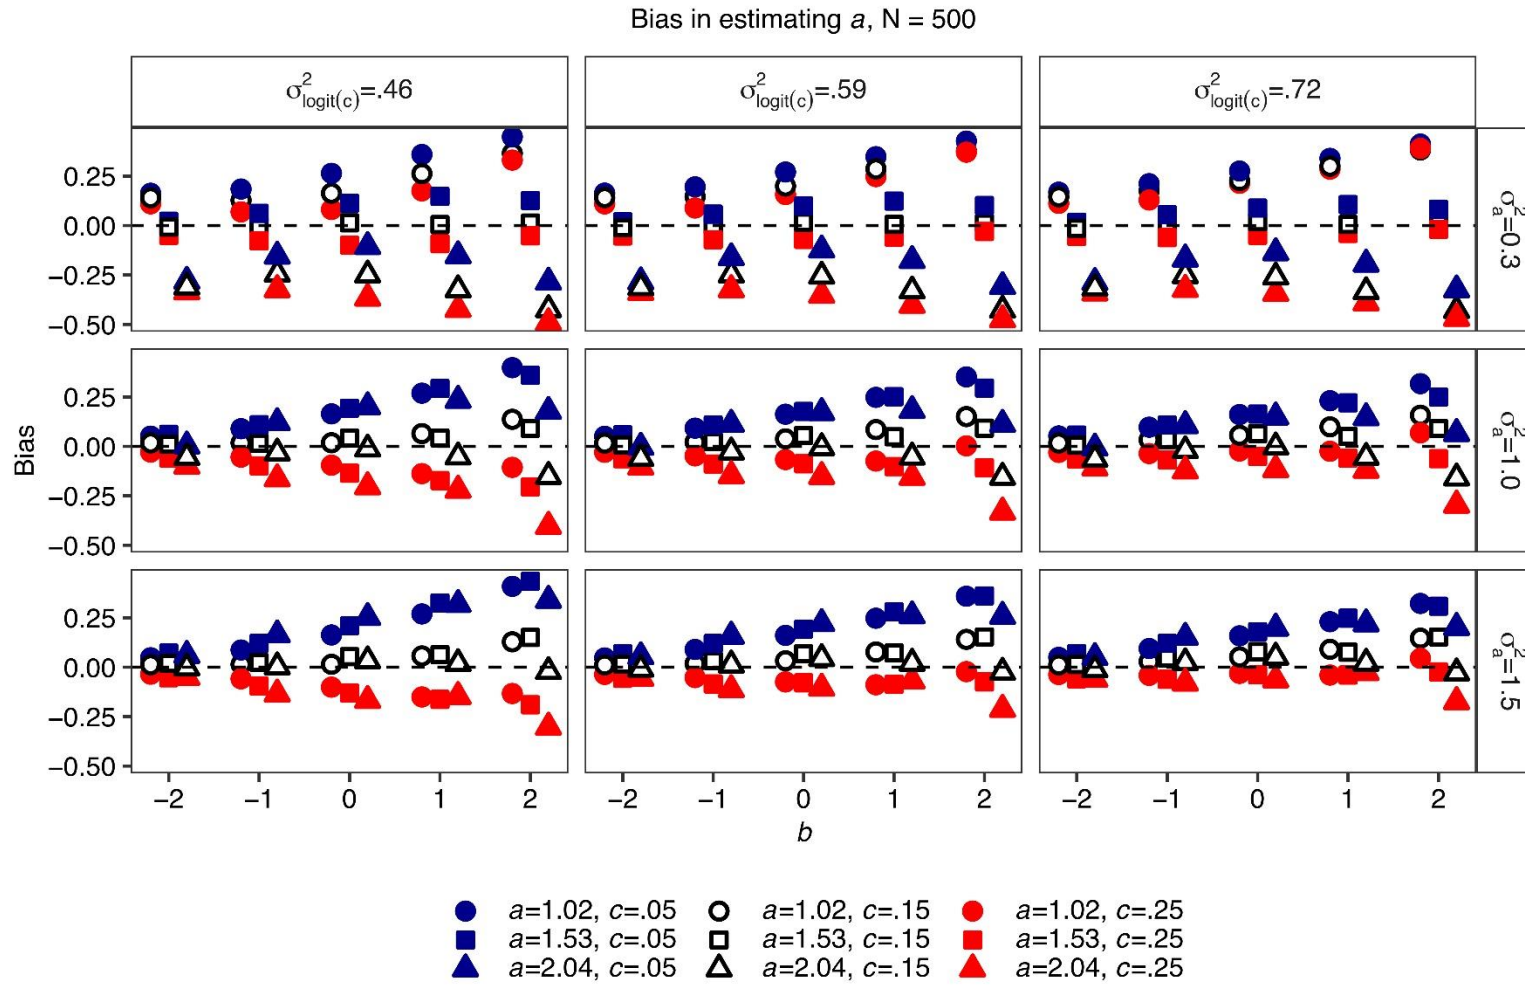 Bias in estimating a, N = 500
σ²logit(c)=.46
σ²logit(c)=.59
σ²logit(c)=.72
0.25
0.00
−0.25
−0.50
σ²a=0.3
0.25
0.00
−0.25
−0.50
σ²a=1.0
0.25
0.00
−0.25
−0.50
σ²a=1.5
Bias
−2 −1 0 1 2
−2 −1 0 1 2
−2 −1 0 1 2
b
a=1.02, c=.05 a=1.02, c=.15 a=1.02, c=.25
a=1.53, c=.05 a=1.53, c=.15 a=1.53, c=.25
a=2.04, c=.05 a=2.04, c=.15 a=2.04, c=.25